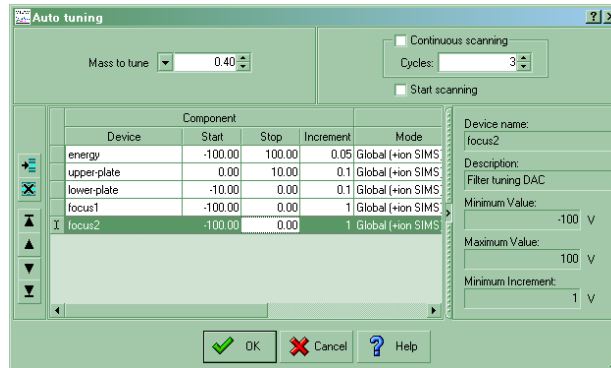 Auto tuning
Mass to tune 0.40
Continuous scanning
Cycles: 3
Start scanning
Component
Device Start Stop Increment Mode
energy -100.00 100.00 0.05 Global (+ion SIMS)
upper-plate 0.00 10.00 0.1 Global (+ion SIMS)
lower-plate -10.00 0.00 0.1 Global (+ion SIMS)
focus1 -100.00 0.00 1 Global (+ion SIMS)
focus2 -100.00 0.00 1 Global (+ion SIMS)
Device name:
focus2
Description:
Filter tuning DAC
Minimum Value:
-100 V
Maximum Value:
100 V
Minimum Increment:
1 V
OK Cancel Help